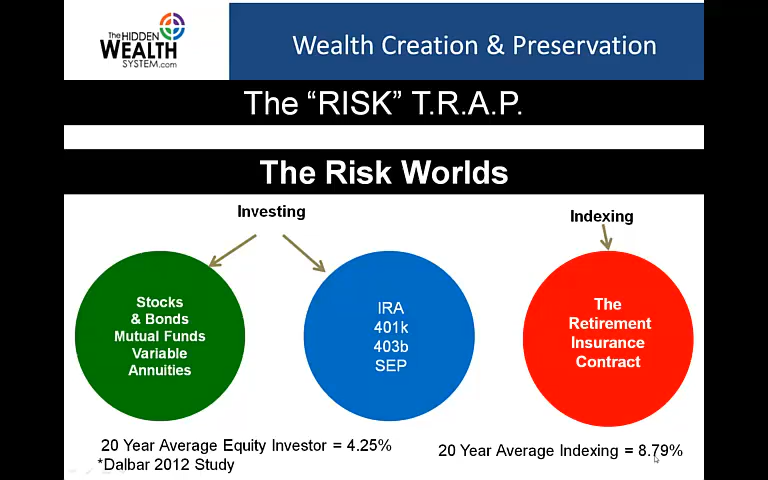 The HIDDEN
WEALTH
SYSTEM.com
Wealth Creation & Preservation
The “RISK” T.R.A.P.
The Risk Worlds
Investing
Indexing
Stocks
& Bonds
Mutual Funds
Variable
Annuities
IRA
401k
403b
SEP
The
Retirement
Insurance
Contract
20 Year Average Equity Investor = 4.25%
*Dalbar 2012 Study
20 Year Average Indexing = 8.79%